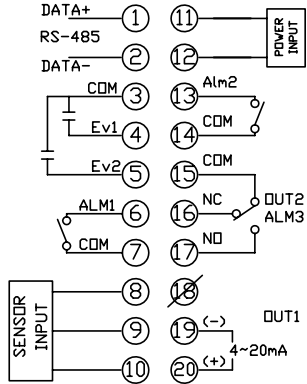 DATA+ 1 11
RS-485 POWER INPUT
DATA- 2 12
COM 3 13 Alm2
Ev1 4 14 COM
Ev2 5 15 COM
ALM1 6 16 NC OUT2
ALM3
COM 7 17 NO
8 18
SENSOR INPUT
9 19 (-) OUT1
4~20mA
10 20 (+)